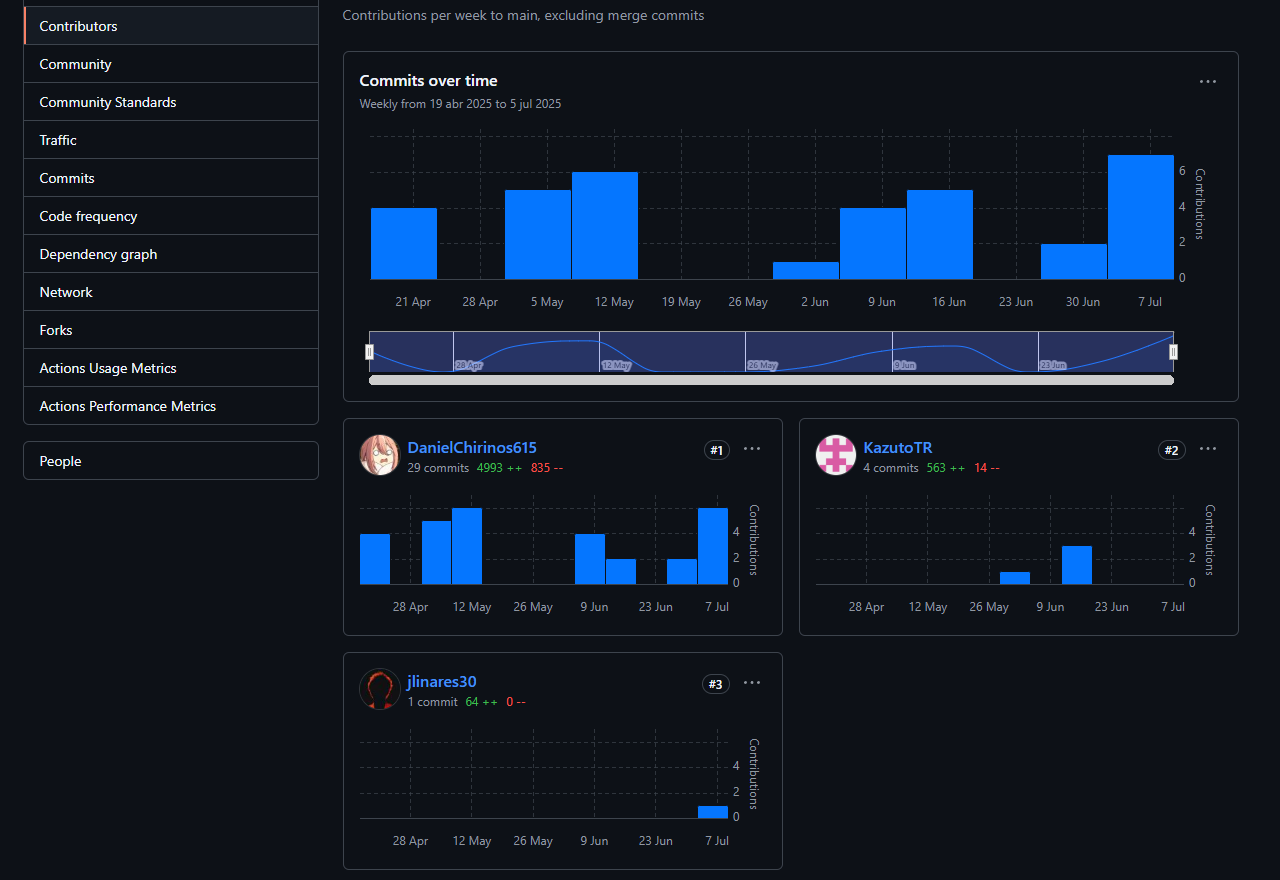 Contributors
Community
Community Standards
Traffic
Commits
Code frequency
Dependency graph
Network
Forks
Actions Usage Metrics
Actions Performance Metrics
People
Contributions per week to main, excluding merge commits
Commits over time
Weekly from 19 abr 2025 to 5 jul 2025
6
4
2
0
Contributions
21 Apr 28 Apr 5 May 12 May 19 May 26 May 2 Jun 9 Jun 16 Jun 23 Jun 30 Jun 7 Jul
28 Apr 12 May 26 May 9 Jun 23 Jun
DanielChirinos615 #1
29 commits 4993 ++ 835 --
4
2
0
Contributions
28 Apr 12 May 26 May 9 Jun 23 Jun 7 Jul
KazutoTR #2
4 commits 563 ++ 14 --
4
2
0
Contributions
28 Apr 12 May 26 May 9 Jun 23 Jun 7 Jul
jlinares30 #3
1 commit 64 ++ 0 --
4
2
0
Contributions
28 Apr 12 May 26 May 9 Jun 23 Jun 7 Jul